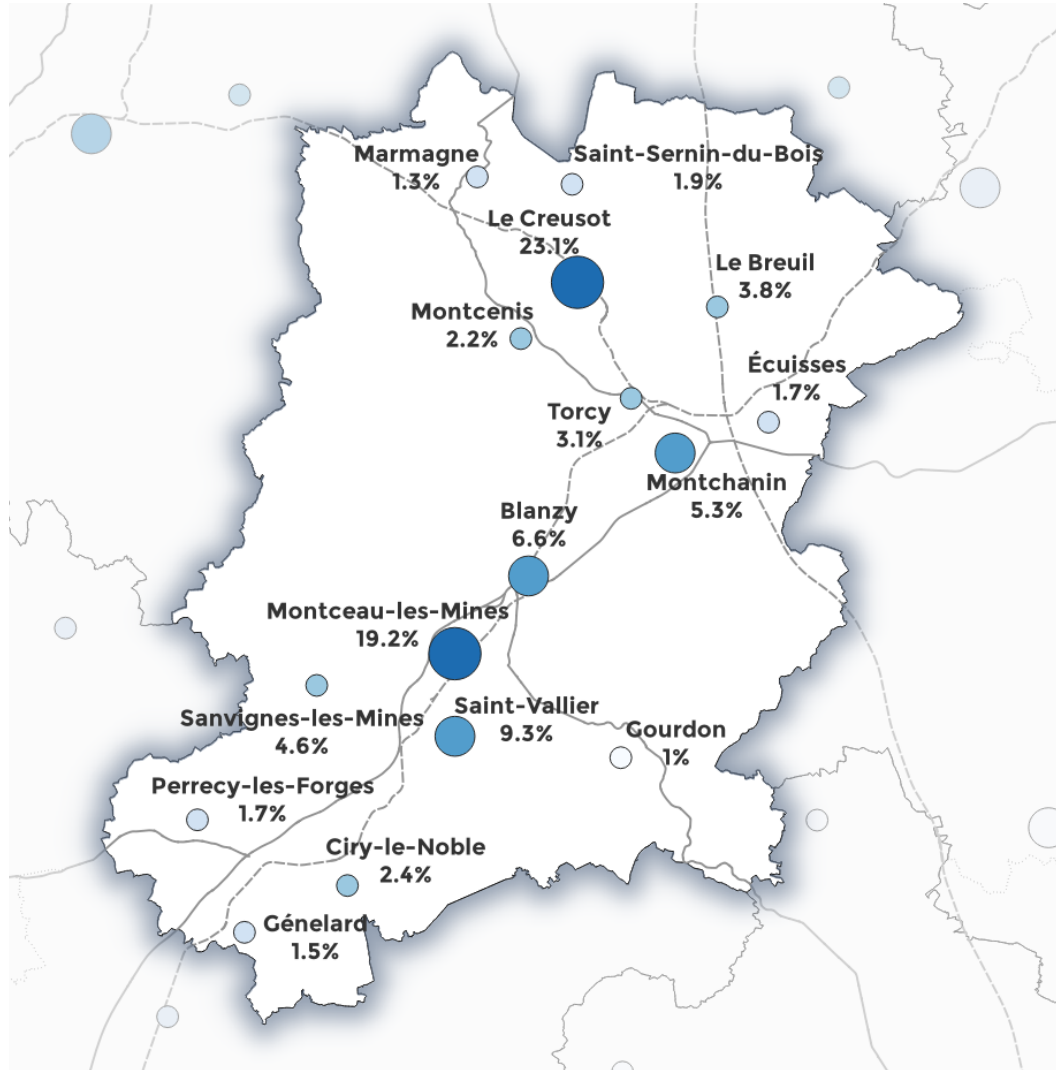 Marmagne
1.3%
Saint-Sernin-du-Bois
1.9%
Le Creusot
23.1%
Le Breuil
3.8%
Montcenis
2.2%
Écuisses
1.7%
Torcy
3.1%
Montchanin
5.3%
Blanzy
6.6%
Montceau-les-Mines
19.2%
Saint-Vallier
9.3%
Sanvignes-les-Mines
4.6%
Gourdon
1%
Perrecy-les-Forges
1.7%
Ciry-le-Noble
2.4%
Génelard
1.5%